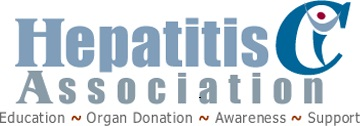 Hepatitis C
Association
Education ~ Organ Donation ~ Awareness ~ Support